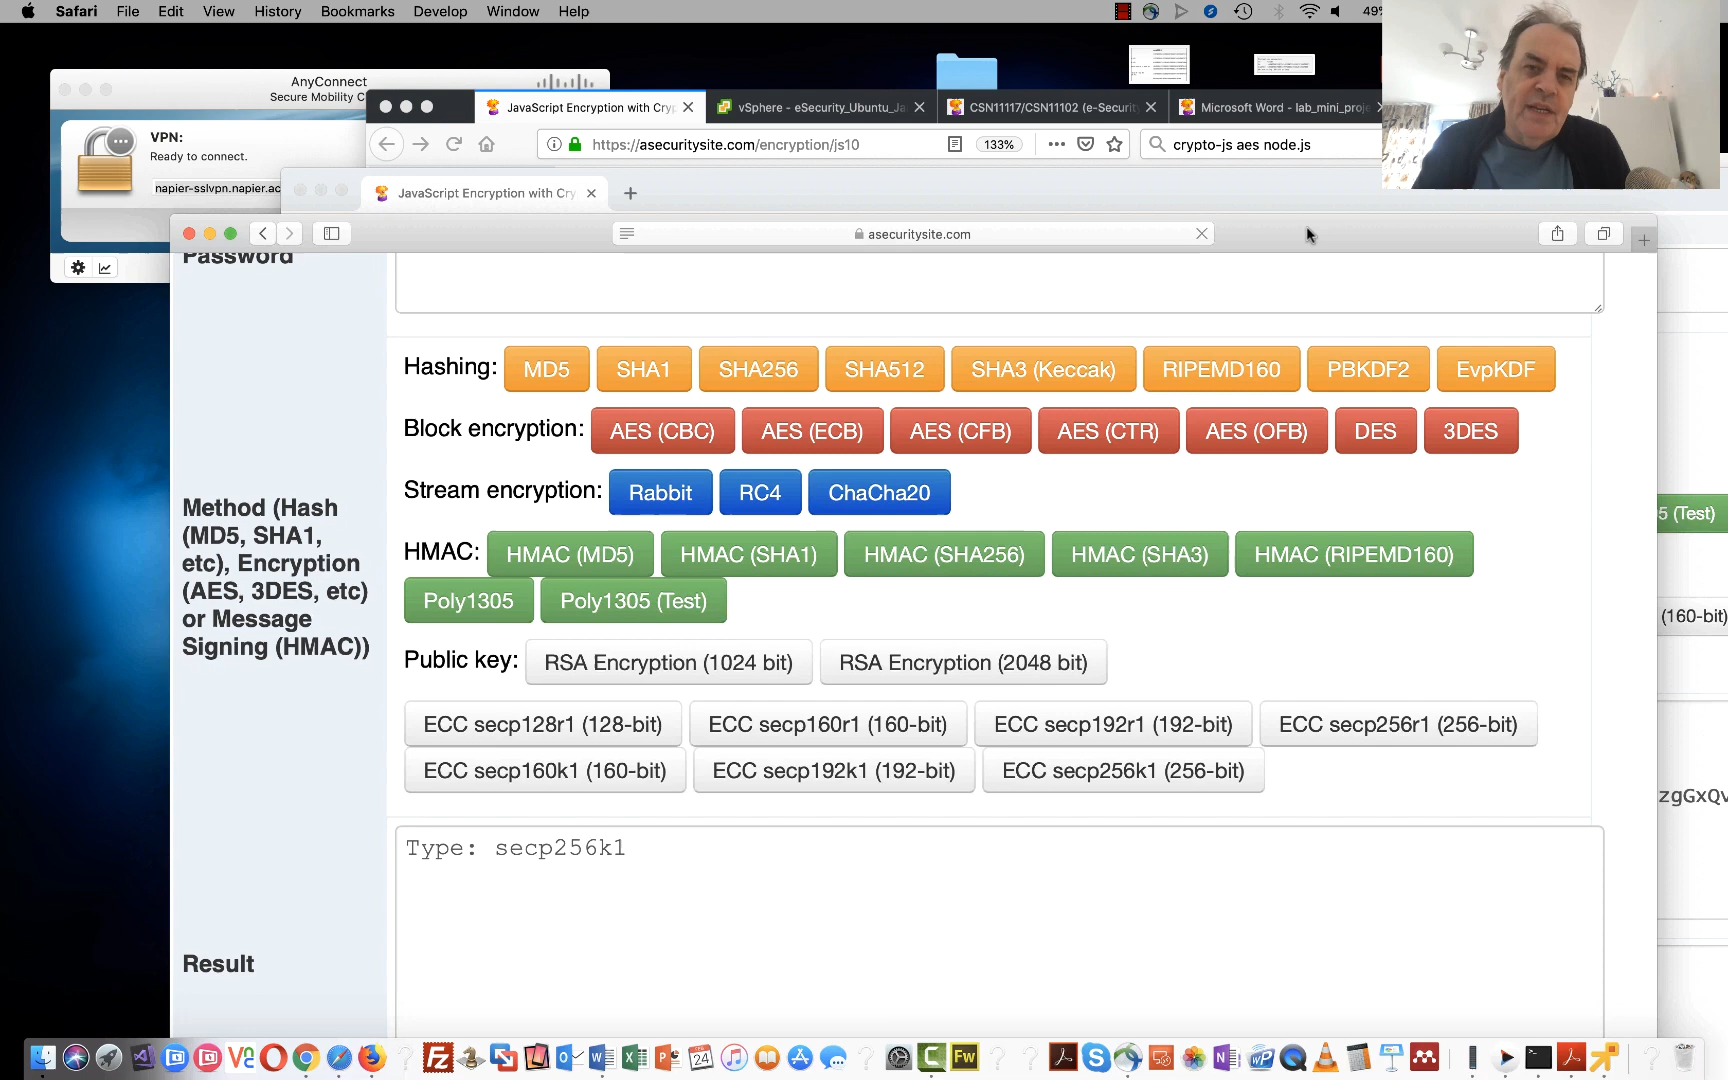 Safari File Edit View History Bookmarks Develop Window Help 49%
AnyConnect
Secure Mobility C
VPN:
Ready to connect.
napier-sslvpn.napier.ac
JavaScript Encryption with Cryp
vSphere - eSecurity_Ubuntu_Ja
CSN11117/CSN11102 (e-Securit
Microsoft Word - lab_mini_proje
https://asecuritysite.com/encryption/js10
133%
crypto-js aes node.js
JavaScript Encryption with Cry
asecuritysite.com
Password
Hashing: MD5 SHA1 SHA256 SHA512 SHA3 (Keccak) RIPEMD160 PBKDF2 EvpKDF
Block encryption: AES (CBC) AES (ECB) AES (CFB) AES (CTR) AES (OFB) DES 3DES
Stream encryption: Rabbit RC4 ChaCha20
Method (Hash
(MD5, SHA1,
etc), Encryption
(AES, 3DES, etc)
or Message
Signing (HMAC))
HMAC: HMAC (MD5) HMAC (SHA1) HMAC (SHA256) HMAC (SHA3) HMAC (RIPEMD160)
Poly1305 Poly1305 (Test)
Public key: RSA Encryption (1024 bit) RSA Encryption (2048 bit)
ECC secp128r1 (128-bit) ECC secp160r1 (160-bit) ECC secp192r1 (192-bit) ECC secp256r1 (256-bit)
ECC secp160k1 (160-bit) ECC secp192k1 (192-bit) ECC secp256k1 (256-bit)
5 (Test)
(160-bit)
zgGxQv
Type: secp256k1
Result
24
Fw